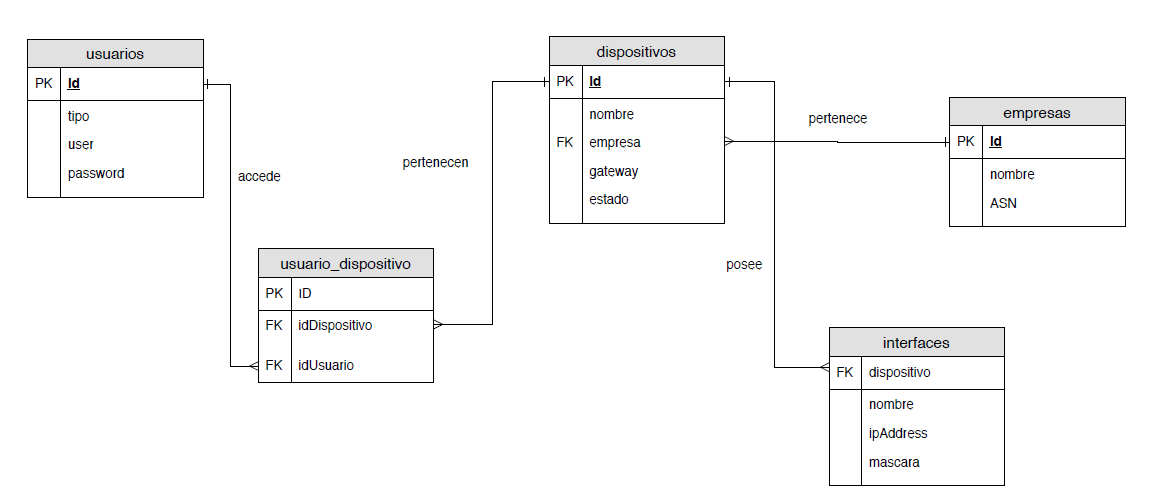 usuarios
PK Id
tipo
user
password
accede
pertenecen
dispositivos
PK Id
nombre
FK empresa
gateway
estado
pertenece
empresas
PK Id
nombre
ASN
usuario_dispositivo
PK ID
FK idDispositivo
FK idUsuario
posee
interfaces
FK dispositivo
nombre
ipAddress
mascara